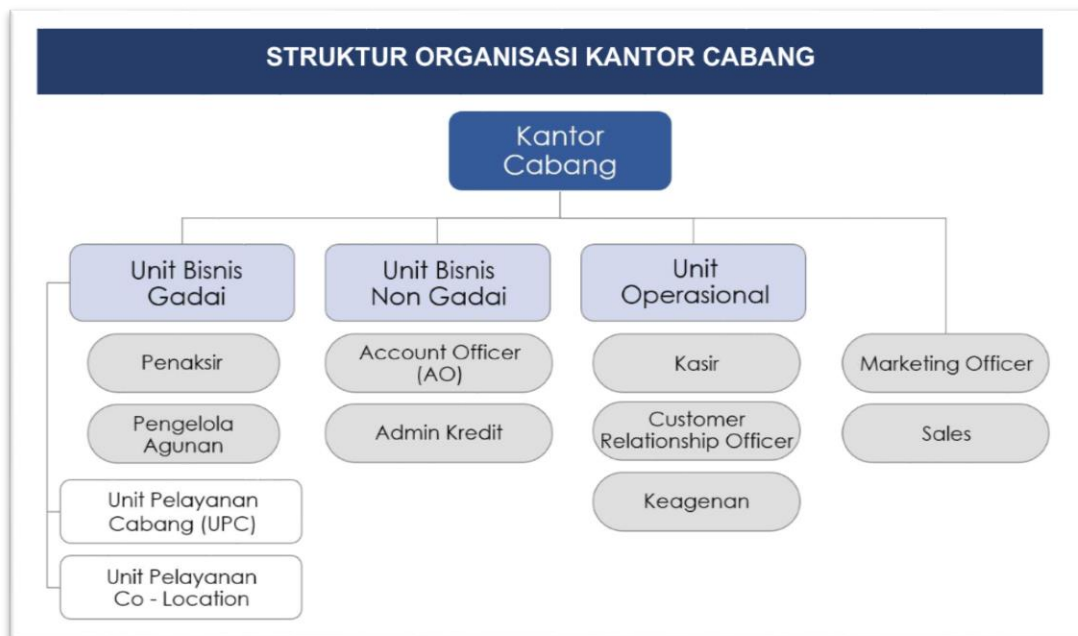 STRUKTUR ORGANISASI KANTOR CABANG
Kantor
Cabang
Unit Bisnis
Gadai
Unit Bisnis
Non Gadai
Unit
Operasional
Penaksir
Account Officer
(AO)
Kasir
Marketing Officer
Pengelola
Agunan
Admin Kredit
Customer
Relationship Officer
Sales
Keagenan
Unit Pelayanan
Cabang (UPC)
Unit Pelayanan
Co - Location